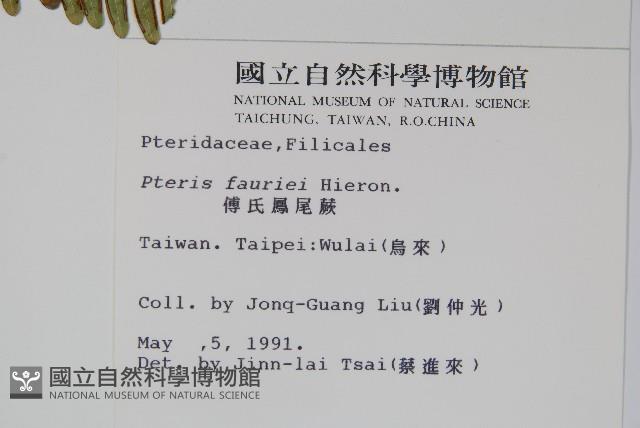 國立自然科學博物館
NATIONAL MUSEUM OF NATURAL SCIENCE
TAICHUNG, TAIWAN, R.O.CHINA
Pteridaceae,Filicales
Pteris fauriei Hieron.
傅氏鳳尾蕨
Taiwan. Taipei:Wulai(烏來)
Coll. by Jonq-Guang Liu(劉仲光)
May ,5, 1991.
Det. by Jinn-lai Tsai(蔡進來)
國立自然科學博物館
NATIONAL MUSEUM OF NATURAL SCIENCE